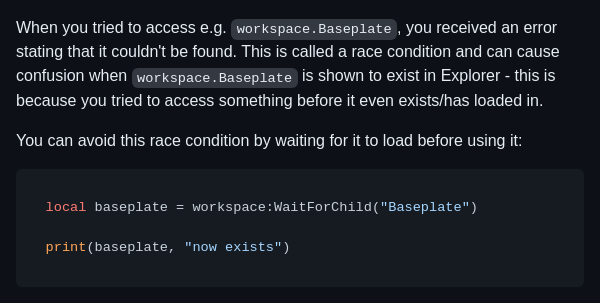 When you tried to access e.g. workspace.Baseplate, you received an error
stating that it couldn't be found. This is called a race condition and can cause
confusion when workspace.Baseplate is shown to exist in Explorer - this is
because you tried to access something before it even exists/has loaded in.
You can avoid this race condition by waiting for it to load before using it:
local baseplate = workspace:WaitForChild("Baseplate")
print(baseplate, "now exists")